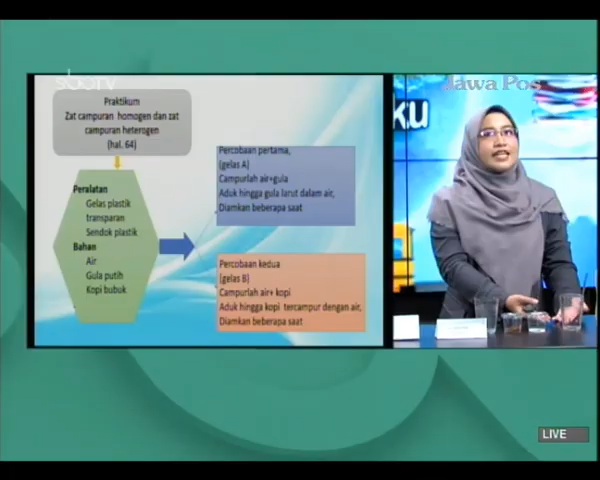 sbo TV
Jawa Pos
Praktikum
Zat campuran homogen dan zat
campuran heterogen
(hal. 64)
Peralatan
Gelas plastik
transparan
Sendok plastik
Bahan
Air
Gula putih
Kopi bubuk
Percobaan pertama,
(gelas A)
Campurlah air+gula
Aduk hingga gula larut dalam air,
Diamkan beberapa saat
Percobaan kedua
(gelas B)
Campurlah air+ kopi
Aduk hingga kopi tercampur dengan air,
Diamkan beberapa saat
LIVE